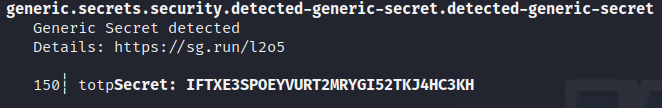 generic.secrets.security.detected-generic-secret.detected-generic-secret
Generic Secret detected
Details: https://sg.run/l2o5
150┆ totpSecret: IFTXE3SPOEYVURT2MRYGI52TKJ4HC3KH